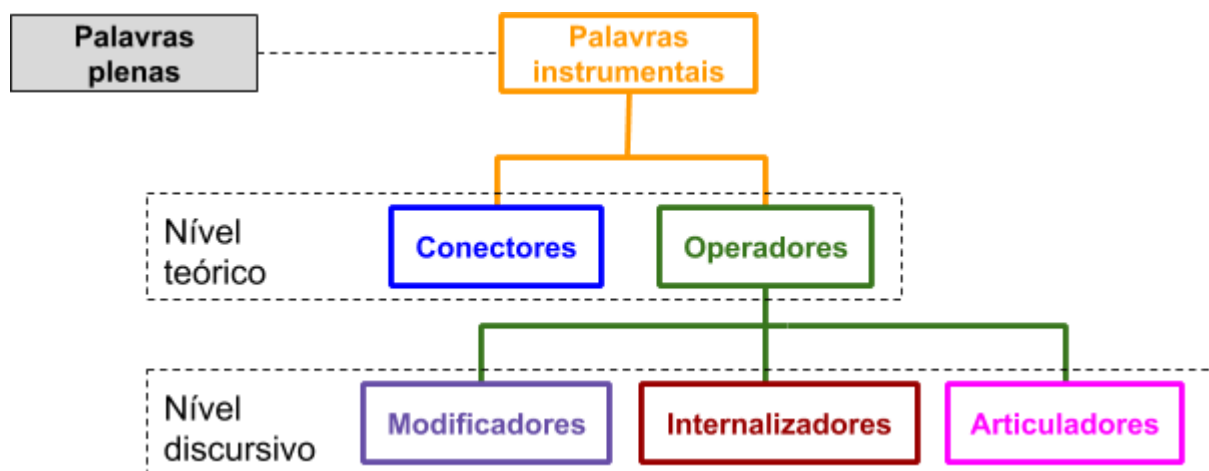 Palavras
plenas
Palavras
instrumentais
Nível
teórico
Conectores
Operadores
Nível
discursivo
Modificadores
Internalizadores
Articuladores